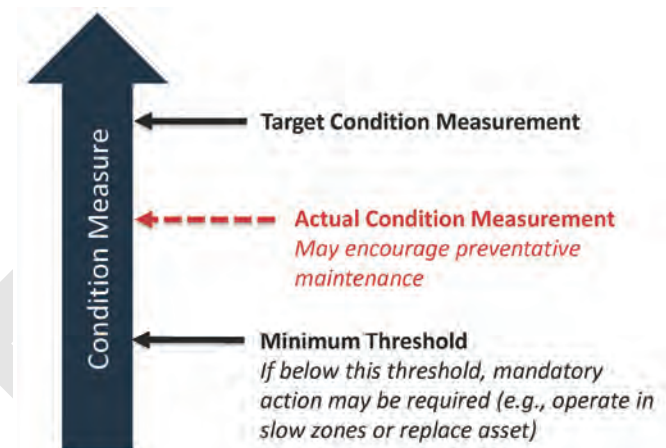 Condition Measure
Target Condition Measurement
Actual Condition Measurement
May encourage preventative
maintenance
Minimum Threshold
If below this threshold, mandatory
action may be required (e.g., operate in
slow zones or replace asset)